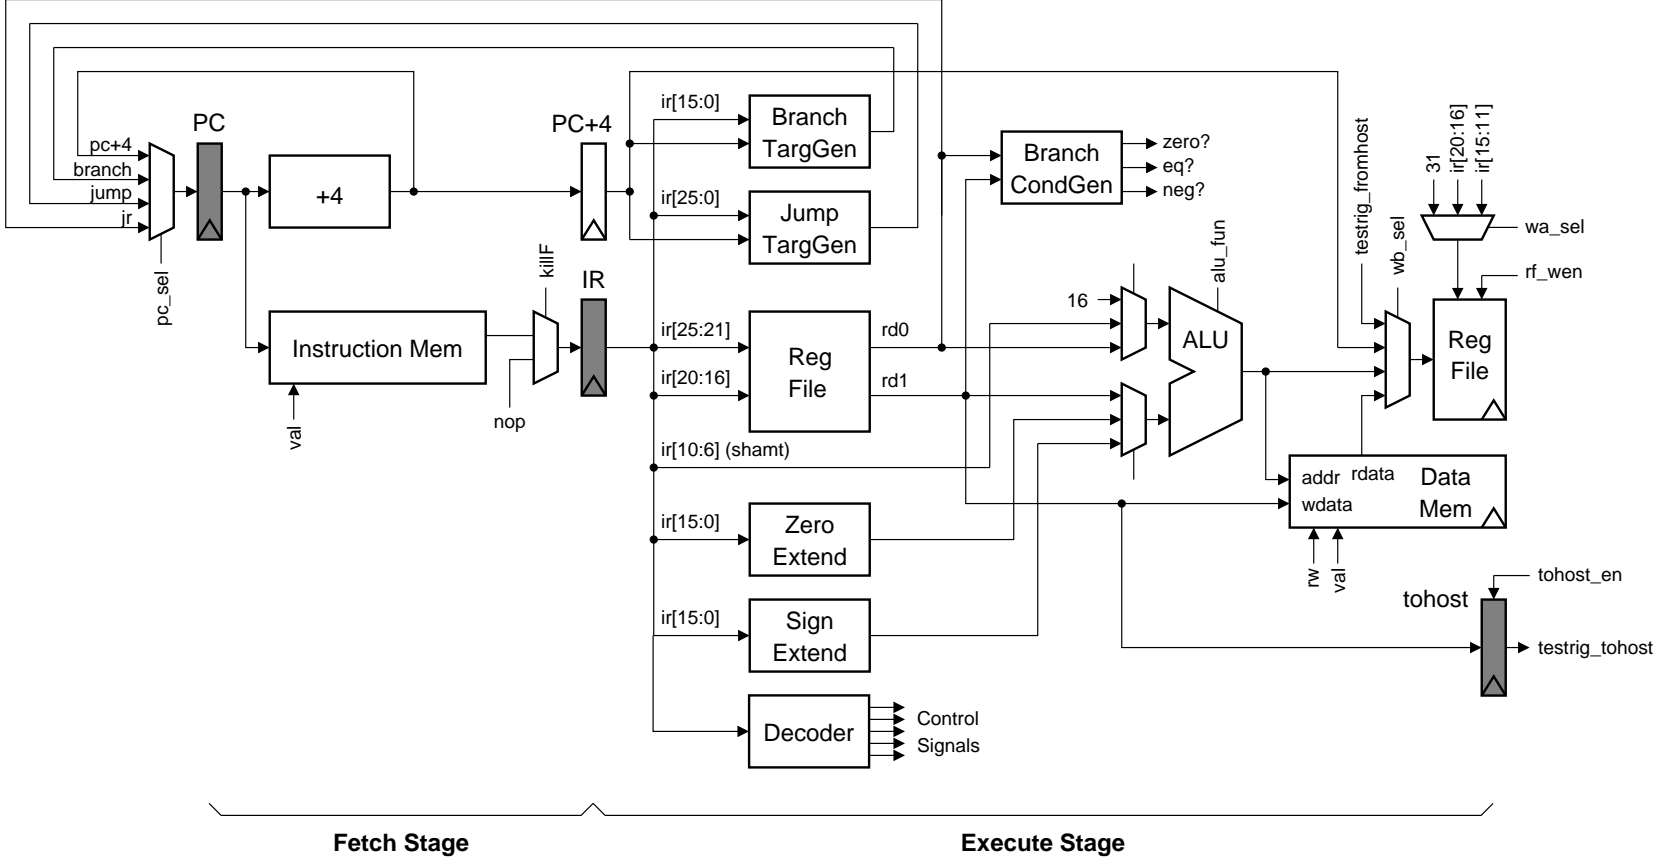 PC
pc+4
branch
jump
jr
pc_sel
+4
PC+4
Instruction Mem
val
killF
nop
IR
ir[15:0]
Branch
TargGen
ir[25:0]
Jump
TargGen
ir[25:21]
ir[20:16]
Reg
File
rd0
rd1
ir[10:6] (shamt)
ir[15:0]
Zero
Extend
ir[15:0]
Sign
Extend
Decoder
Control
Signals
Branch
CondGen
zero?
eq?
neg?
16
alu_fun
ALU
testrig_fromhost
wb_sel
31
ir[20:16]
ir[15:11]
wa_sel
rf_wen
Reg
File
addr
rdata
Data
wdata
Mem
rw
val
tohost_en
tohost
testrig_tohost
Fetch Stage
Execute Stage